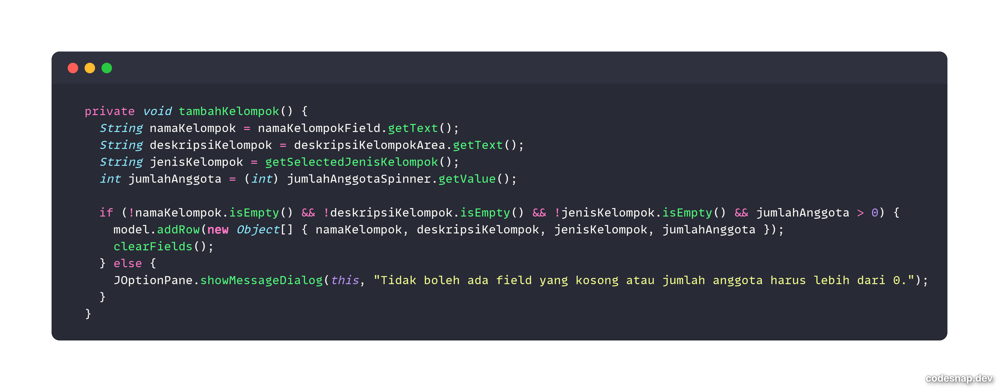 private void tambahKelompok() {
  String namaKelompok = namaKelompokField.getText();
  String deskripsiKelompok = deskripsiKelompokArea.getText();
  String jenisKelompok = getSelectedJenisKelompok();
  int jumlahAnggota = (int) jumlahAnggotaSpinner.getValue();

  if (!namaKelompok.isEmpty() && !deskripsiKelompok.isEmpty() && !jenisKelompok.isEmpty() && jumlahAnggota > 0) {
    model.addRow(new Object[] { namaKelompok, deskripsiKelompok, jenisKelompok, jumlahAnggota });
    clearFields();
  } else {
    JOptionPane.showMessageDialog(this, "Tidak boleh ada field yang kosong atau jumlah anggota harus lebih dari 0.");
  }
}
codesnap.dev